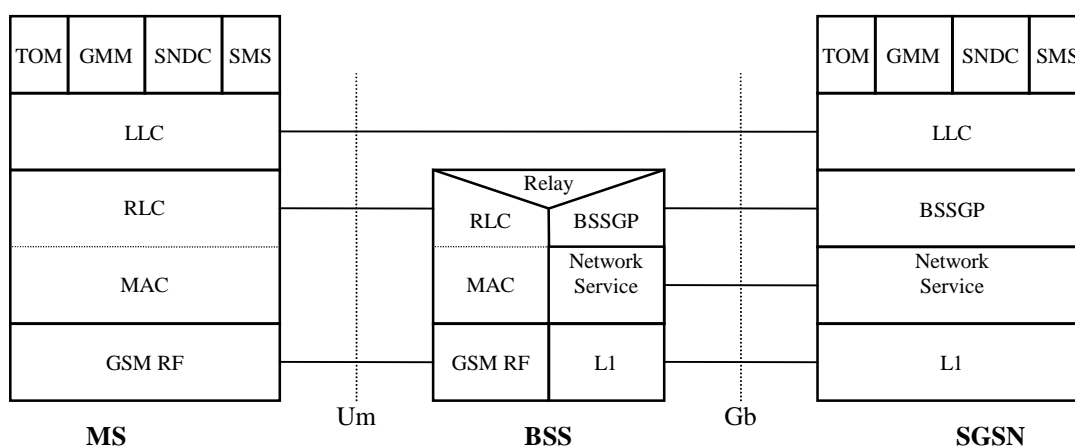 TOM GMM SNDC SMS TOM GMM SNDC SMS
LLC LLC
Relay
RLC RLC BSSGP BSSGP
MAC MAC Network Service Network Service
GSM RF GSM RF L1 L1
Um Gb
MS BSS SGSN